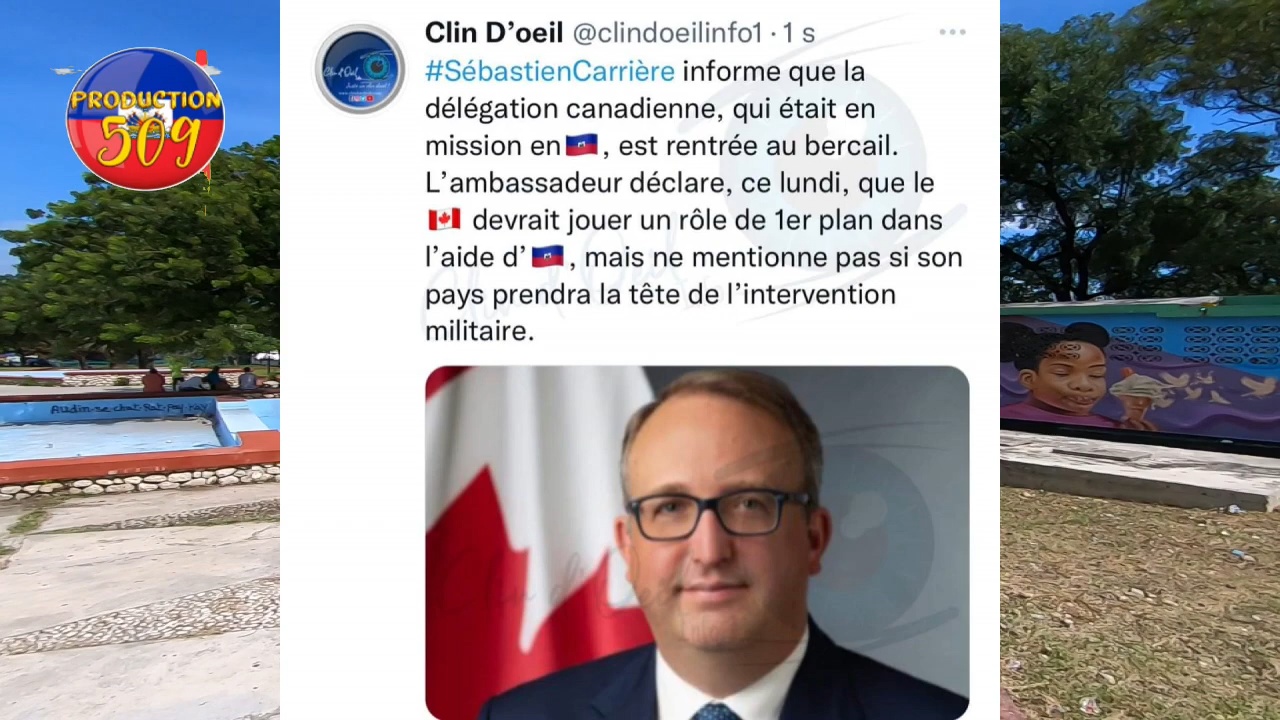 PRODUCTION
509
Clin D’oeil @clindoeilinfo1 · 1 s
#SébastienCarrière informe que la
délégation canadienne, qui était en
mission en🇭🇹, est rentrée au bercail.
L’ambassadeur déclare, ce lundi, que le
🇨🇦 devrait jouer un rôle de 1er plan dans
l’aide d’🇭🇹, mais ne mentionne pas si son
pays prendra la tête de l’intervention
militaire.
Clin d'Oeil